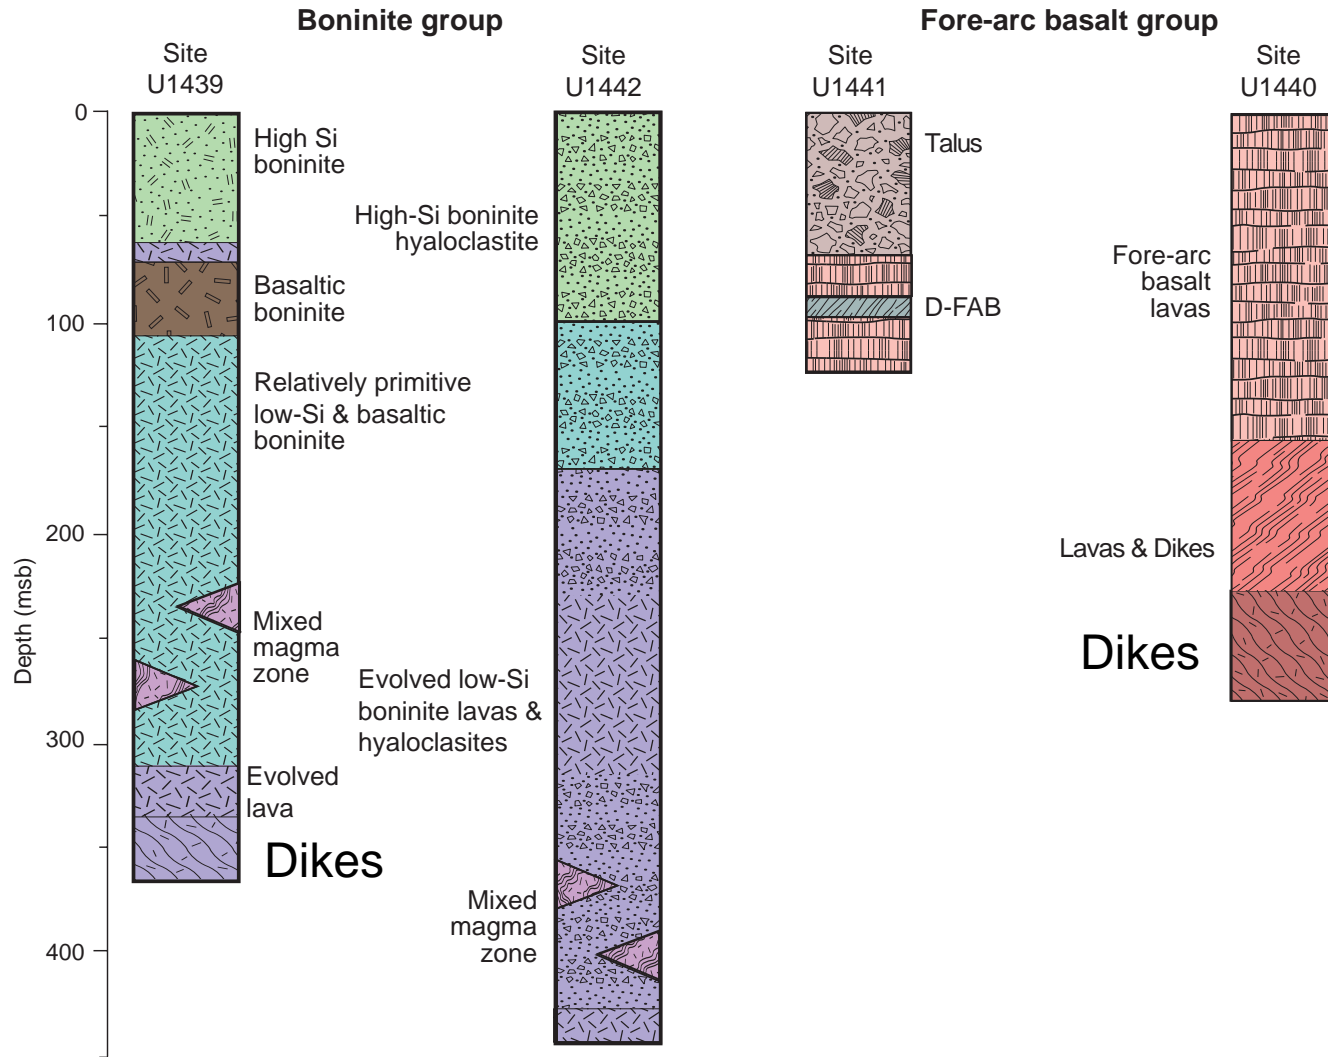 Boninite group
Fore-arc basalt group
Site
U1439
Site
U1442
Site
U1441
Site
U1440
0
100
200
300
400
Depth (msb)
High Si
boninite
Basaltic
boninite
Relatively primitive
low-Si & basaltic
boninite
Mixed
magma
zone
Evolved
lava
Dikes
High-Si boninite
hyaloclastite
Evolved low-Si
boninite lavas &
hyaloclasites
Mixed
magma
zone
Talus
D-FAB
Fore-arc
basalt
lavas
Lavas & Dikes
Dikes